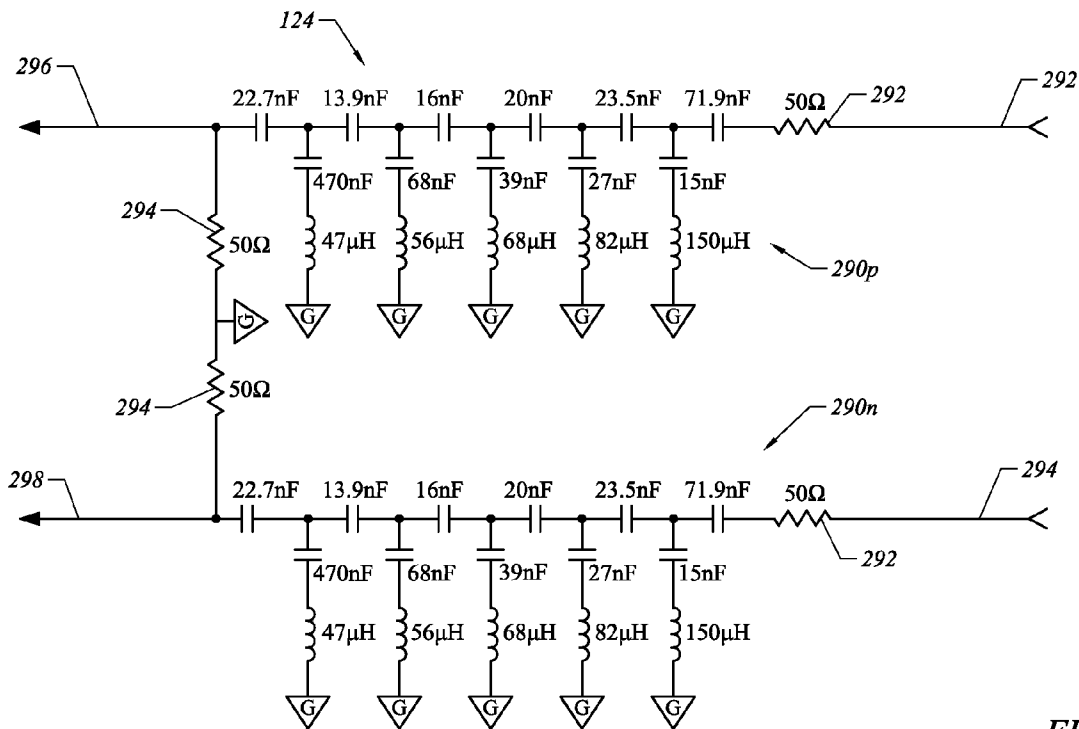 124
296
22.7nF 13.9nF 16nF 20nF 23.5nF 71.9nF 50Ω 292 292
470nF 68nF 39nF 27nF 15nF
294
50Ω 47μH 56μH 68μH 82μH 150μH
290p
G G G G G
G
294 50Ω
290n
298
22.7nF 13.9nF 16nF 20nF 23.5nF 71.9nF 50Ω 294
292
470nF 68nF 39nF 27nF 15nF
47μH 56μH 68μH 82μH 150μH
G G G G G